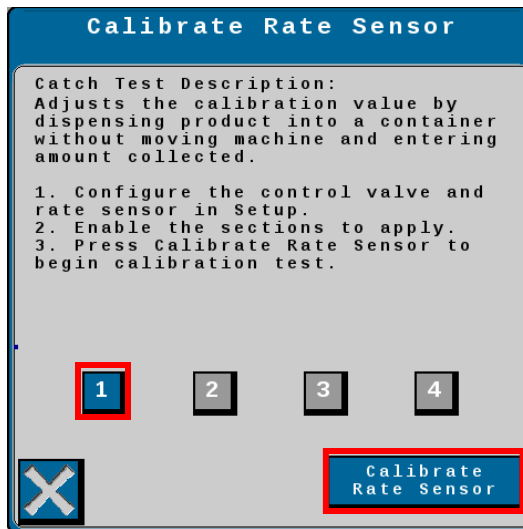 Calibrate Rate Sensor
Catch Test Description:
Adjusts the calibration value by
dispensing product into a container
without moving machine and entering
amount collected.
1. Configure the control valve and
rate sensor in Setup.
2. Enable the sections to apply.
3. Press Calibrate Rate Sensor to
begin calibration test.
1 2 3 4
Calibrate
Rate Sensor